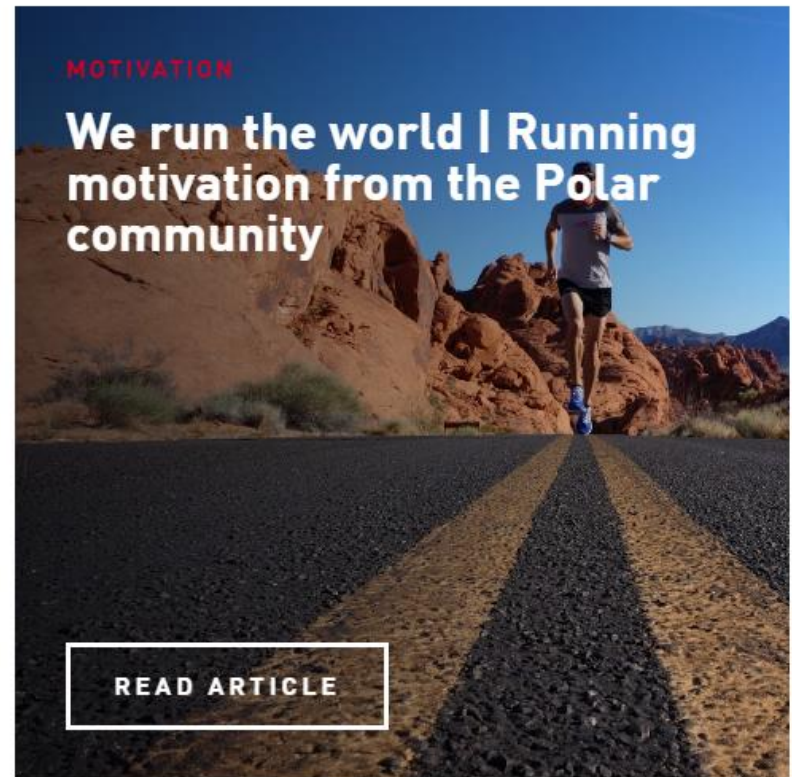 MOTIVATION
We run the world | Running
motivation from the Polar
community
READ ARTICLE